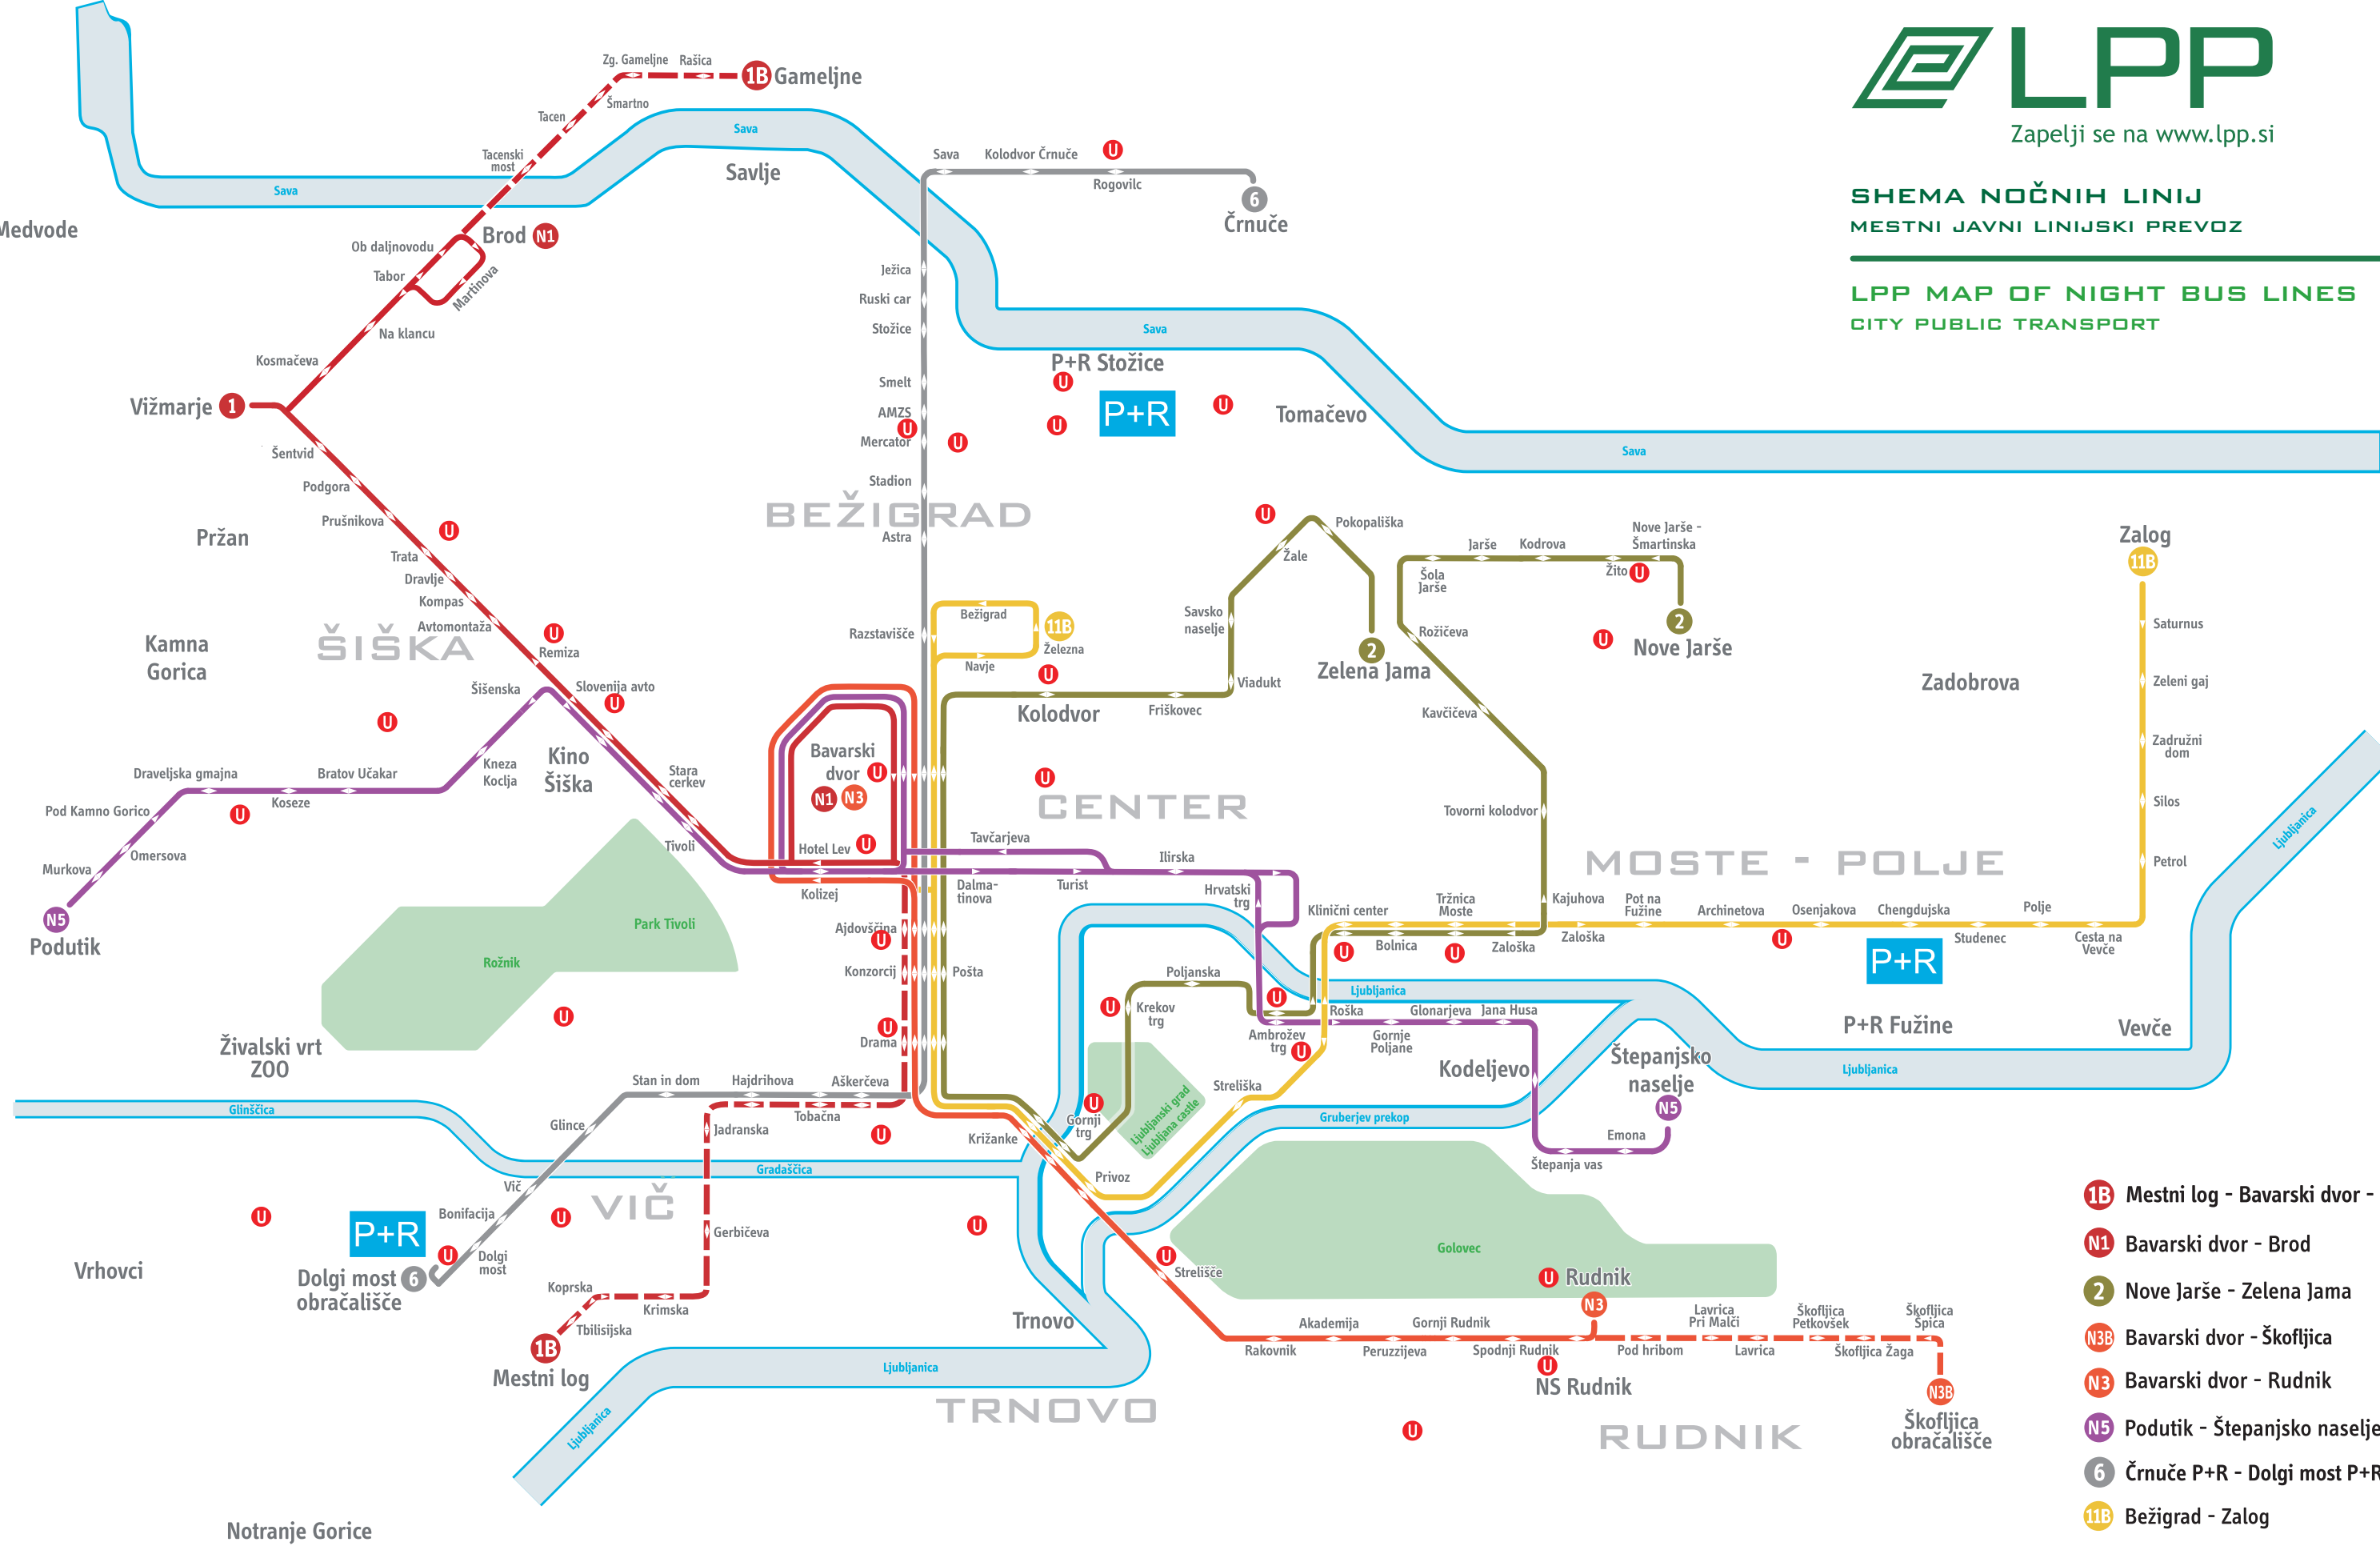 LPP
Zapelji se na www.lpp.si
SHEMA NOČNIH LINIJ
MESTNI JAVNI LINIJSKI PREVOZ
LPP MAP OF NIGHT BUS LINES
CITY PUBLIC TRANSPORT
Zg. Gameljne
Rašica
1B Gameljne
Šmartno
Tacen
Tacenski
most
Sava
Sava
Savlje
Medvode
Brod N1
Ob daljnovodu
Tabor
Martinova
Na klancu
Kosmačeva
Vižmarje 1
Šentvid
Podgora
Prušnikova
Pržan
Trata
Dravlje
Kompas
Avtomontaža
ŠIŠKA
Kamna
Gorica
Remiza
Slovenija avto
Šišenska
Kino
Šiška
Kneza
Koclja
Stara
cerkev
Draveljska gmajna
Bratov Učakar
Koseze
Pod Kamno Gorico
Omersova
Murkova
N5
Podutik
Tivoli
Park Tivoli
Rožnik
Živalski vrt
ZOO
Sava
Kolodvor Črnuče
Rogovilc
6
Črnuče
Ježica
Ruski car
Stožice
Smelt
AMZS
Mercator
Stadion
BEŽIGRAD
Astra
Razstavišče
Sava
P+R Stožice
P+R
Tomačevo
Sava
Bežigrad
11B
Železna
Navje
Kolodvor
Friškovec
Viadukt
Savsko
naselje
Žale
Pokopališka
2
Zelena Jama
Šola
Jarše
Jarše
Kodrova
Nove Jarše -
Šmartinska
Žito
2
Nove Jarše
Rožičeva
Kavčičeva
Tovorni kolodvor
Zadobrova
Zalog
11B
Saturnus
Zeleni gaj
Zadružni
dom
Silos
Petrol
Ljubljanica
Bavarski
dvor
N1 N3
Hotel Lev
Kolizej
CENTER
MOSTE - POLJE
Tavčarjeva
Ilirska
Dalma-
tinova
Turist
Hrvatski
trg
Klinični center
Bolnica
Tržnica
Moste
Zaloška
Kajuhova
Zaloška
Pot na
Fužine
Archinetova
Osenjakova
Chengdujska
Studenec
Polje
Cesta na
Vevče
P+R
P+R Fužine
Vevče
Ajdovščina
Konzorcij
Pošta
Drama
Poljanska
Krekov
trg
Ljubljanica
Roška
Glonarjeva
Jana Husa
Ambrožev
trg
Gornje
Poljane
Kodeljevo
Štepanjsko
naselje
N5
Ljubljanica
Emona
Štepanja vas
Streliška
Gruberjev prekop
Gornji
trg
Ljubljanski grad
Ljubljana castle
Križanke
Privoz
Stan in dom
Hajdrihova
Aškerčeva
Tobačna
Glinščica
Glince
Jadranska
Gradaščica
Vič
VIČ
Bonifacija
Gerbičeva
P+R
Dolgi
most
Dolgi most 6
obračališče
Vrhovci
Koprska
Krimska
Tbilisijska
1B
Mestni log
Trnovo
Ljubljanica
Ljubljanica
TRNOVO
Notranje Gorice
Strelišče
Golovec
Rudnik
N3
Rakovnik
Akademija
Peruzzijeva
Gornji Rudnik
Spodnji Rudnik
NS Rudnik
Pod hribom
Lavrica
Pri Malči
Lavrica
Škofljica
Petkovšek
Škofljica Žaga
Škofljica
Špica
N3B
Škofljica
obračališče
RUDNIK
1B Mestni log - Bavarski dvor -
N1 Bavarski dvor - Brod
2 Nove Jarše - Zelena Jama
N3B Bavarski dvor - Škofljica
N3 Bavarski dvor - Rudnik
N5 Podutik - Štepanjsko naselje
6 Črnuče P+R - Dolgi most P+R
11B Bežigrad - Zalog